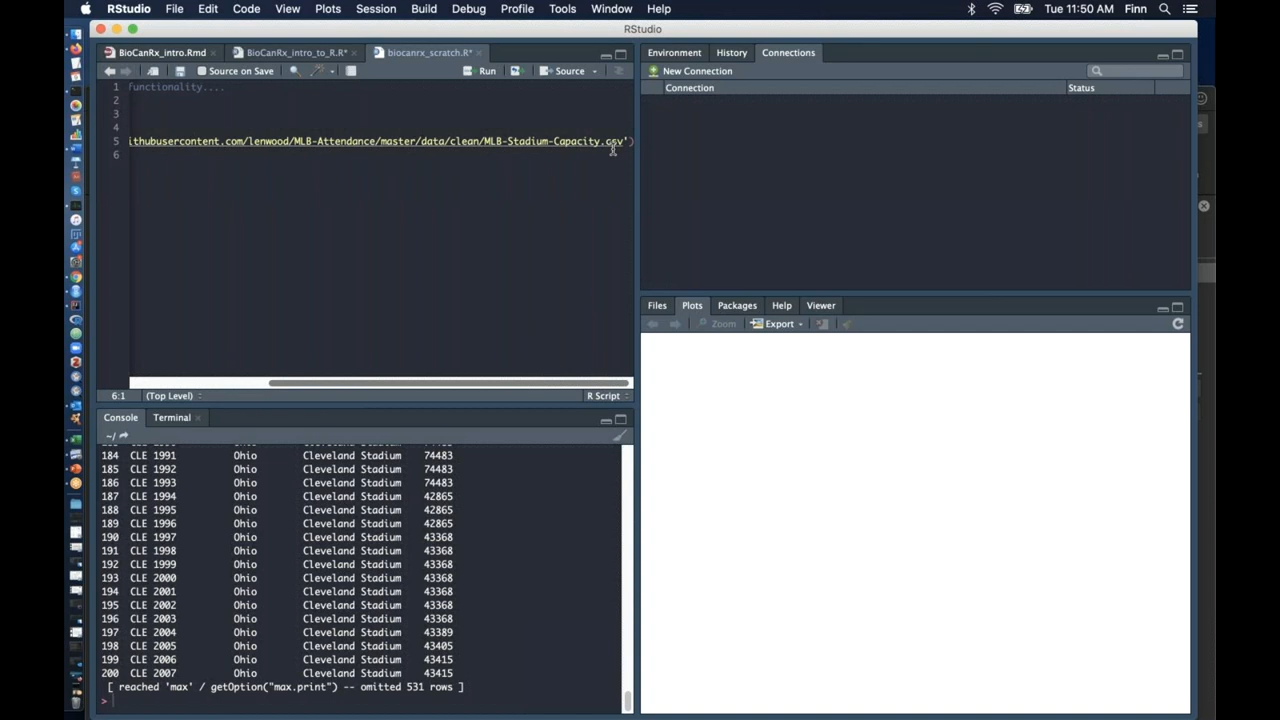 RStudio File Edit Code View Plots Session Build Debug Profile Tools Window Help Tue 11:50 AM Finn
RStudio
BioCanRx_intro.Rmd BioCanRx_intro_to_R.R* biocanrx_scratch.R*
Source on Save Run Source
1 functionality....
2
3
4
5 ithubusercontent.com/lenwood/MLB-Attendance/master/data/clean/MLB-Stadium-Capacity.csv')
6
6:1 (Top Level) R Script
Console Terminal
~/
184 CLE 1991 Ohio Cleveland Stadium 74483
185 CLE 1992 Ohio Cleveland Stadium 74483
186 CLE 1993 Ohio Cleveland Stadium 74483
187 CLE 1994 Ohio Cleveland Stadium 42865
188 CLE 1995 Ohio Cleveland Stadium 42865
189 CLE 1996 Ohio Cleveland Stadium 42865
190 CLE 1997 Ohio Cleveland Stadium 43368
191 CLE 1998 Ohio Cleveland Stadium 43368
192 CLE 1999 Ohio Cleveland Stadium 43368
193 CLE 2000 Ohio Cleveland Stadium 43368
194 CLE 2001 Ohio Cleveland Stadium 43368
195 CLE 2002 Ohio Cleveland Stadium 43368
196 CLE 2003 Ohio Cleveland Stadium 43368
197 CLE 2004 Ohio Cleveland Stadium 43389
198 CLE 2005 Ohio Cleveland Stadium 43405
199 CLE 2006 Ohio Cleveland Stadium 43415
200 CLE 2007 Ohio Cleveland Stadium 43415
[ reached 'max' / getOption("max.print") -- omitted 531 rows ]
>
Environment History Connections
New Connection
Connection Status
Files Plots Packages Help Viewer
Zoom Export